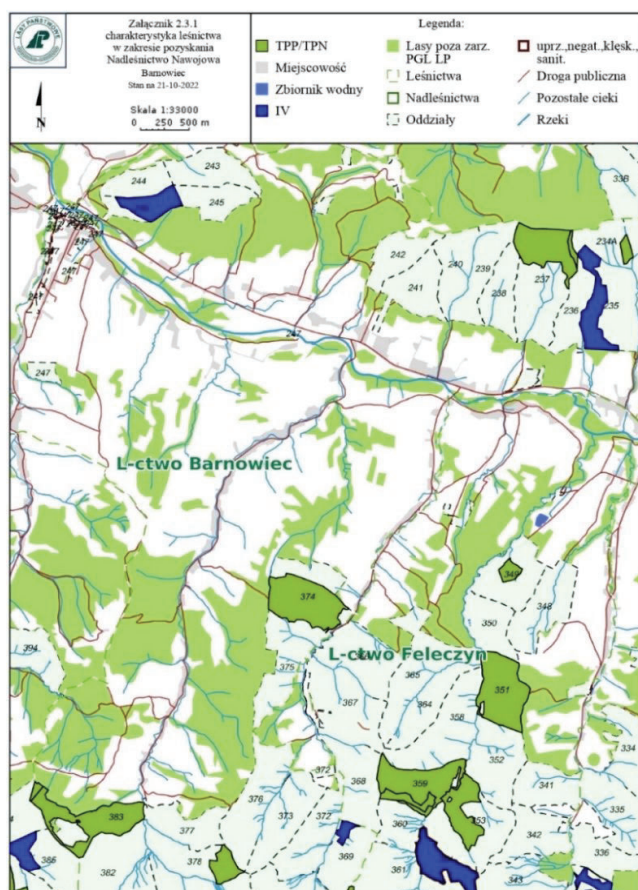 LASY PAŃSTWOWE
Załącznik 2.3.1
charakterystyka leśnictwa
w zakresie pozyskania
Nadleśnictwo Nawojowa
Barnowiec
Stan na 21-10-2022
Skala 1:33000
0 250 500 m
N
Legenda:
TPP/TPN
Miejscowość
Zbiornik wodny
IV
Lasy poza zarz.
PGL LP
Leśnictwa
Nadleśnictwa
Oddziały
uprz.,negat.,klęsk.,
sanit.
Droga publiczna
Pozostałe cieki
Rzeki
243
244
245
33B
234A
242
240
239
241
238
237
236
235
247
247
247
247
L-ctwo Barnowiec
349
374
348
350
394
L-ctwo Feleczyn
375
365
367
364
351
358
352
334
372
368
359
341
376
383
373
372
353
335
377
360
342
385
378
369
361
336
382
343